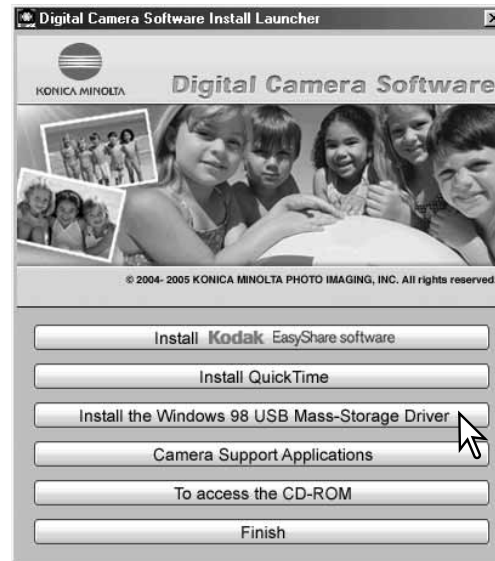 Digital Camera Software Install Launcher
KONICA MINOLTA
Digital Camera Software
© 2004- 2005 KONICA MINOLTA PHOTO IMAGING, INC. All rights reserved
Install Kodak EasyShare software
Install QuickTime
Install the Windows 98 USB Mass-Storage Driver
Camera Support Applications
To access the CD-ROM
Finish